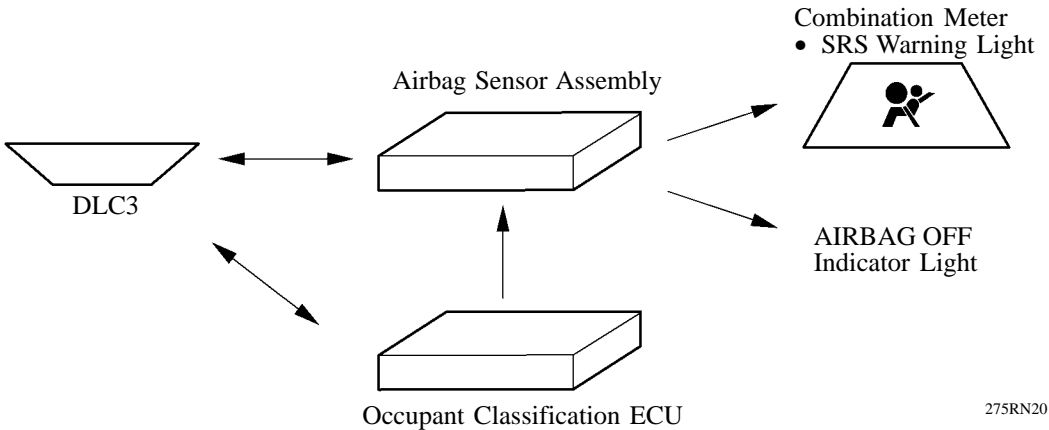 Combination Meter
• SRS Warning Light
Airbag Sensor Assembly
DLC3
AIRBAG OFF
Indicator Light
Occupant Classification ECU
275RN20